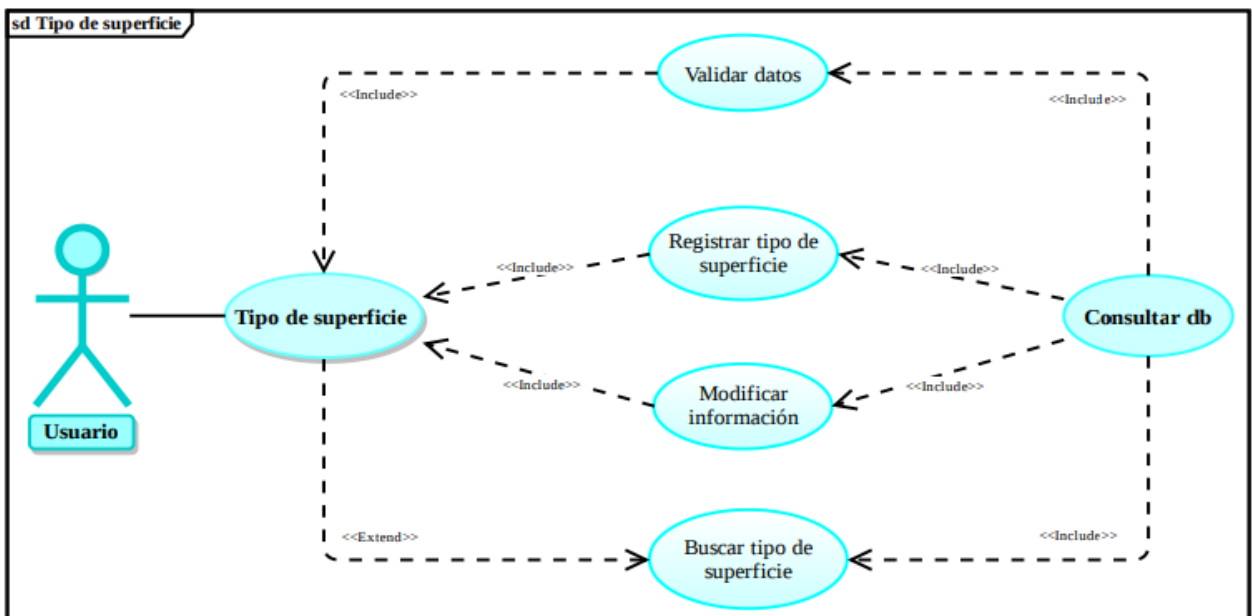 sd Tipo de superficie
Validar datos
<<Include>>
<<Include>>
Registrar tipo de
superficie
<<Include>>
<<Include>>
Tipo de superficie
Consultar db
<<Include>>
<<Include>>
Modificar
información
Usuario
<<Extend>>
<<Include>>
Buscar tipo de
superficie